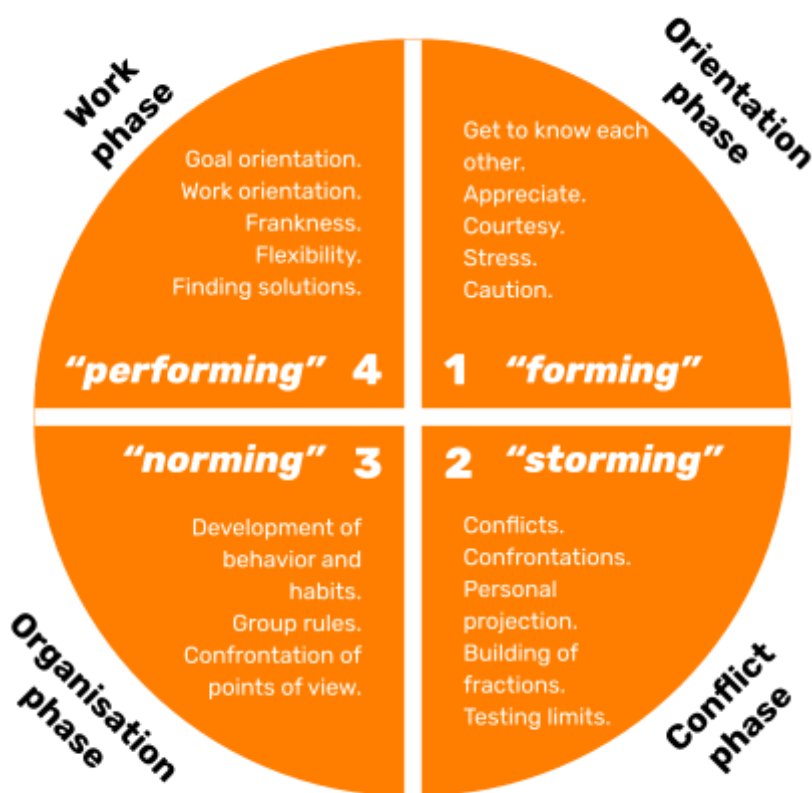 Work
phase
Goal orientation.
Work orientation.
Frankness.
Flexibility.
Finding solutions.
“performing” 4
Orientation
phase
Get to know each
other.
Appreciate.
Courtesy.
Stress.
Caution.
1 “forming”
“norming” 3
Development of
behavior and
habits.
Group rules.
Confrontation of
points of view.
Organisation
phase
2 “storming”
Conflicts.
Confrontations.
Personal
projection.
Building of
fractions.
Testing limits.
Conflict
phase